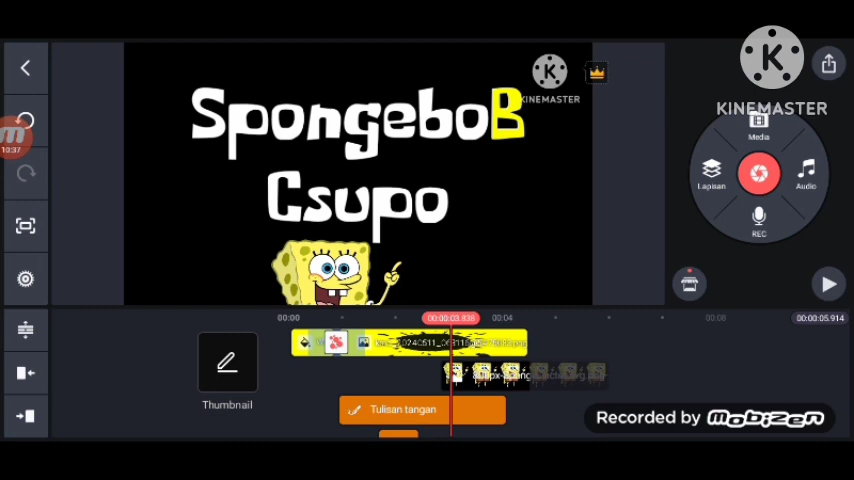 SpongeboB
Csupo
KINEMASTER
KINEMASTER
10:37
Media
Lapisan
Audio
REC
00:00
00:00:03.838
00:04
00:08
00:00:05.914
Thumbnail
Tulisan tangan
Recorded by mobizen